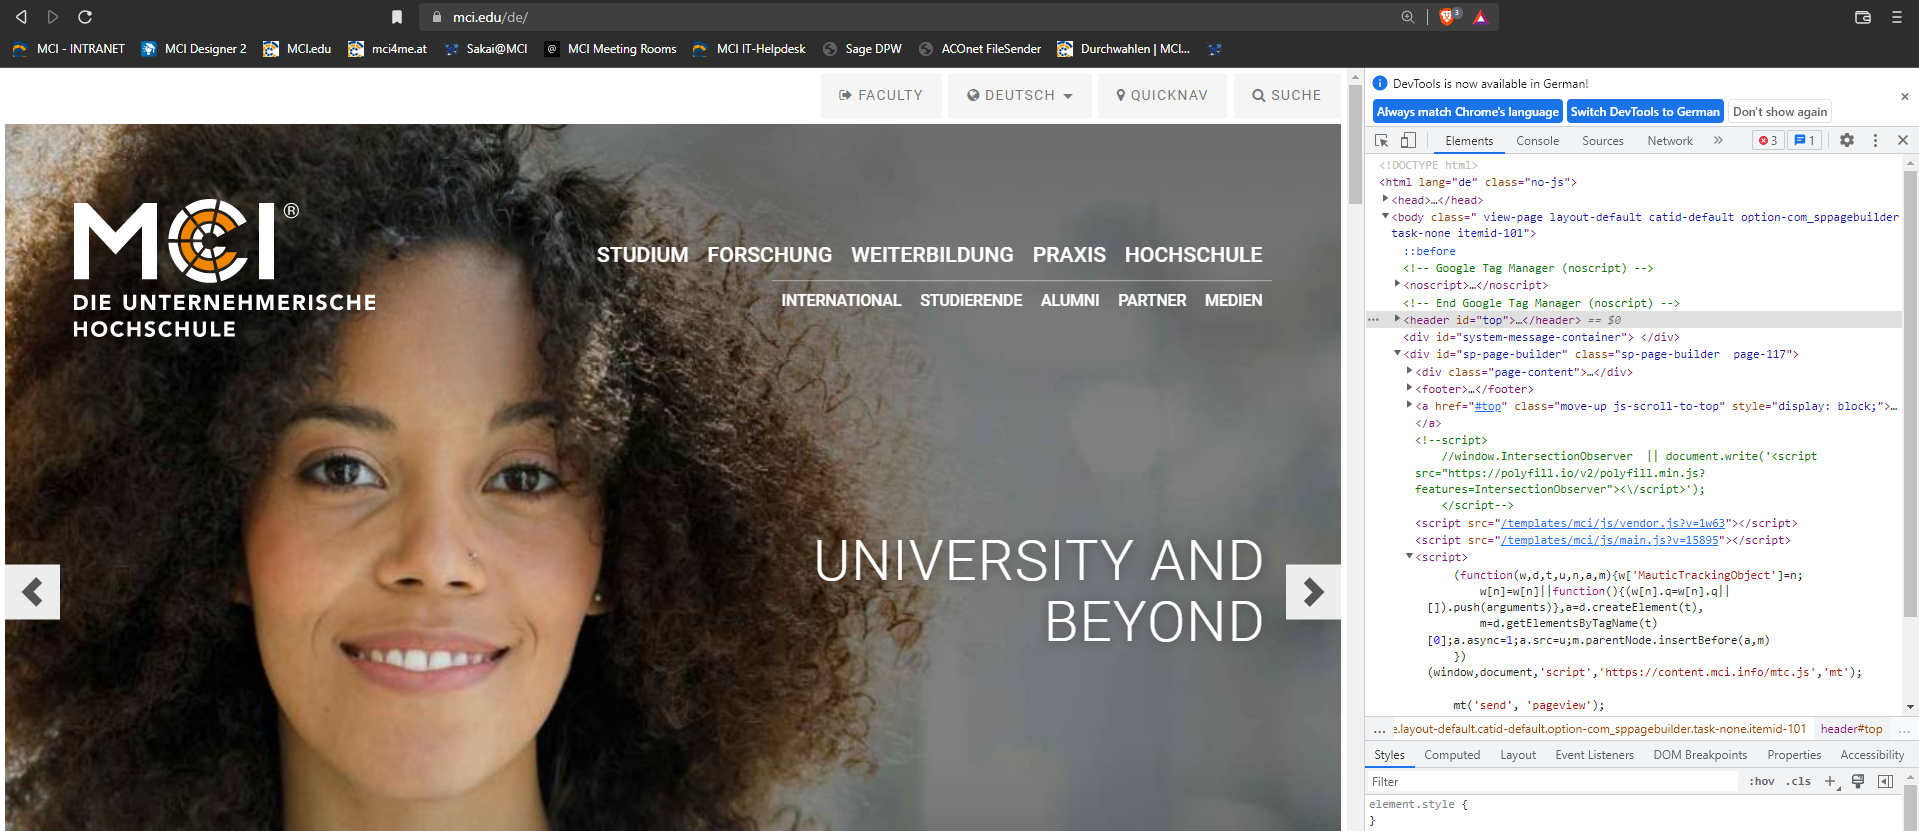 mci.edu/de/
3
MCI - INTRANET MCI Designer 2 MCI.edu mci4me.at Sakai@MCI @ MCI Meeting Rooms MCI IT-Helpdesk Sage DPW ACOnet FileSender Durchwahlen | MCI...
FACULTY DEUTSCH QUICKNAV SUCHE
MCI®
DIE UNTERNEHMERISCHE
HOCHSCHULE
STUDIUM FORSCHUNG WEITERBILDUNG PRAXIS HOCHSCHULE
INTERNATIONAL STUDIERENDE ALUMNI PARTNER MEDIEN
UNIVERSITY AND
BEYOND
DevTools is now available in German!
Always match Chrome's language Switch DevTools to German Don't show again
Elements Console Sources Network » 3 1
<!DOCTYPE html>
<html lang="de" class="no-js">
<head>…</head>
<body class=" view-page layout-default catid-default option-com_sppagebuilder
task-none itemid-101">
::before
<!-- Google Tag Manager (noscript) -->
<noscript>…</noscript>
<!-- End Google Tag Manager (noscript) -->
<header id="top">…</header> == $0
<div id="system-message-container"> </div>
<div id="sp-page-builder" class="sp-page-builder  page-117">
<div class="page-content">…</div>
<footer>…</footer>
<a href="#top" class="move-up js-scroll-to-top" style="display: block;">…
</a>
<!--script>
//window.IntersectionObserver  || document.write('<script
src="https://polyfill.io/v2/polyfill.min.js?
features=IntersectionObserver"><\/script>');
</script-->
<script src="/templates/mci/js/vendor.js?v=1w63"></script>
<script src="/templates/mci/js/main.js?v=15895"></script>
<script>
(function(w,d,t,u,n,a,m){w['MauticTrackingObject']=n;
w[n]=w[n]||function(){(w[n].q=w[n].q||
[]).push(arguments)},a=d.createElement(t),
m=d.getElementsByTagName(t)
[0];a.async=1;a.src=u;m.parentNode.insertBefore(a,m)
})
(window,document,'script','https://content.mci.info/mtc.js','mt');
mt('send', 'pageview');
... e.layout-default.catid-default.option-com_sppagebuilder.task-none.itemid-101 header#top ...
Styles Computed Layout Event Listeners DOM Breakpoints Properties Accessibility
Filter :hov .cls +
element.style {
}